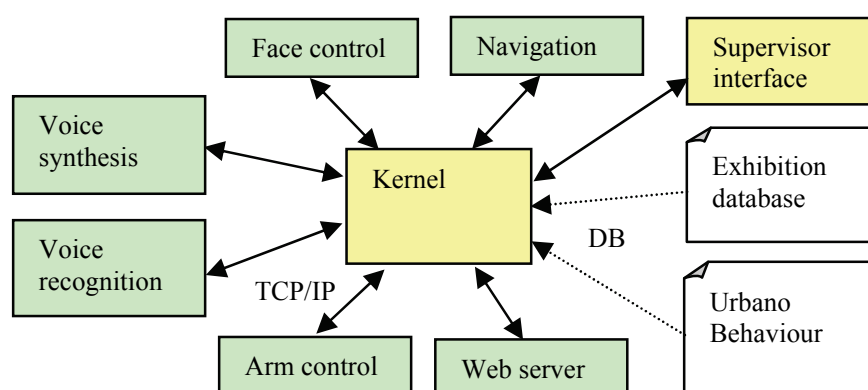 Face control
Navigation
Supervisor
interface
Voice
synthesis
Kernel
Exhibition
database
Voice
recognition
DB
TCP/IP
Urbano
Behaviour
Arm control
Web server